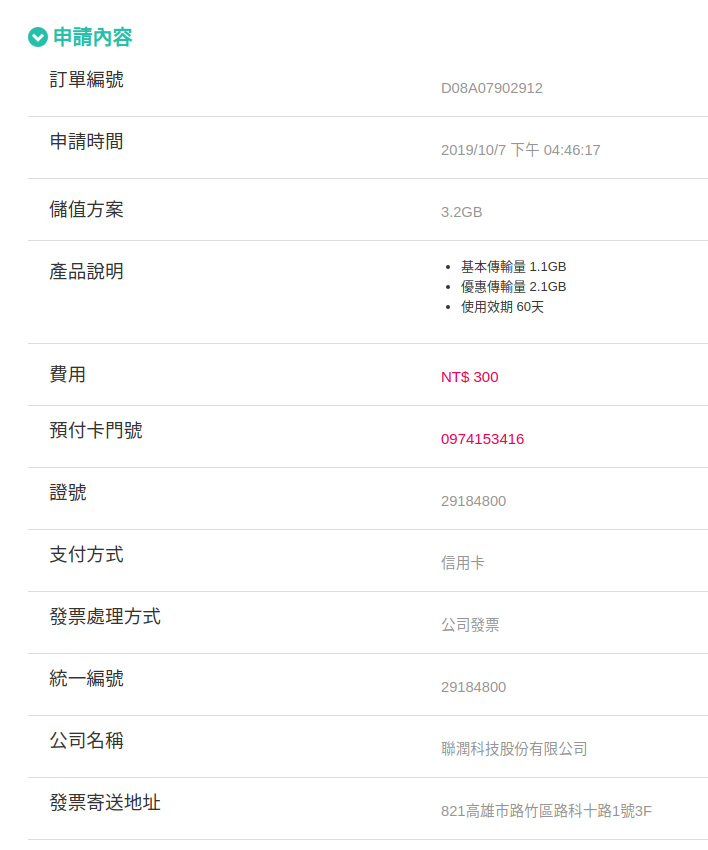 申請內容
訂單編號
D08A07902912
申請時間
2019/10/7 下午 04:46:17
儲值方案
3.2GB
產品說明
• 基本傳輸量 1.1GB
• 優惠傳輸量 2.1GB
• 使用效期 60天
費用
NT$ 300
預付卡門號
0974153416
證號
29184800
支付方式
信用卡
發票處理方式
公司發票
統一編號
29184800
公司名稱
聯潤科技股份有限公司
發票寄送地址
821高雄市路竹區路科十路1號3F